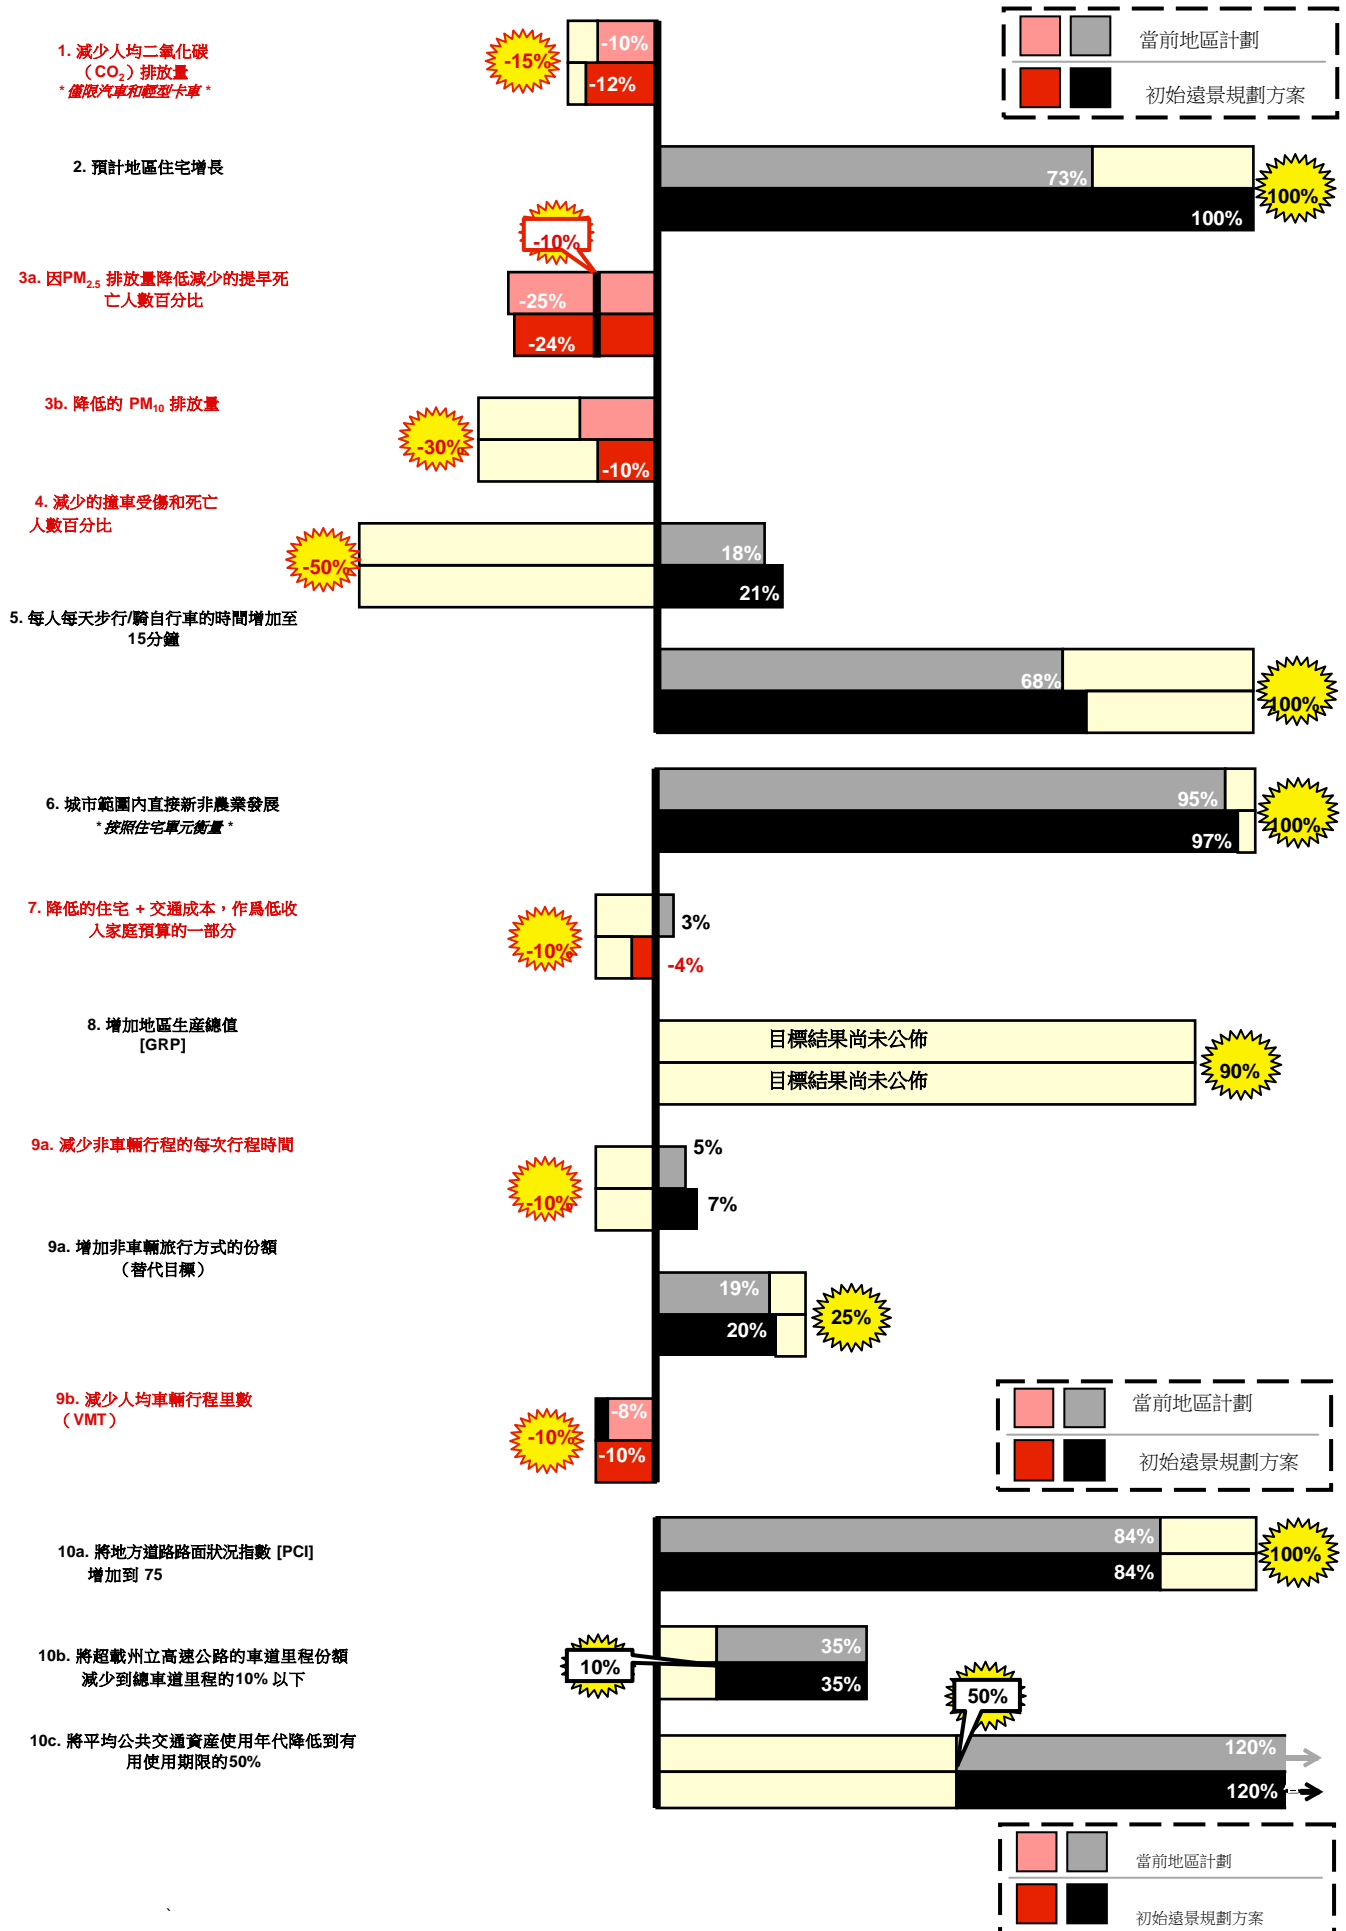 當前地區計劃
初始遠景規劃方案
1. 減少人均二氧化碳
（CO₂）排放量
* 僅限汽車和輕型卡車 *
-15%
-10%
-12%
2. 預計地區住宅增長
73%
100%
100%
-10%
3a. 因PM₂.₅ 排放量降低減少的提早死
亡人數百分比
-25%
-24%
3b. 降低的 PM₁₀ 排放量
-30%
-10%
4. 減少的撞車受傷和死亡
人數百分比
-50%
18%
21%
5. 每人每天步行/騎自行車的時間增加至
15分鐘
68%
100%
6. 城市範圍內直接新非農業發展
* 按照住宅單元衡量 *
95%
97%
100%
7. 降低的住宅 + 交通成本，作爲低收
入家庭預算的一部分
-10%
3%
-4%
8. 增加地區生産總值
[GRP]
目標結果尚未公佈
目標結果尚未公佈
90%
9a. 減少非車輛行程的每次行程時間
-10%
5%
7%
9a. 增加非車輛旅行方式的份額
（替代目標）
19%
20%
25%
9b. 減少人均車輛行程里數
（VMT）
-10%
-8%
-10%
當前地區計劃
初始遠景規劃方案
10a. 將地方道路路面狀況指數 [PCI]
增加到 75
84%
84%
100%
10b. 將超載州立高速公路的車道里程份額
減少到總車道里程的10% 以下
10%
35%
35%
50%
10c. 將平均公共交通資産使用年代降低到有
用使用期限的50%
120%
120%
當前地區計劃
初始遠景規劃方案